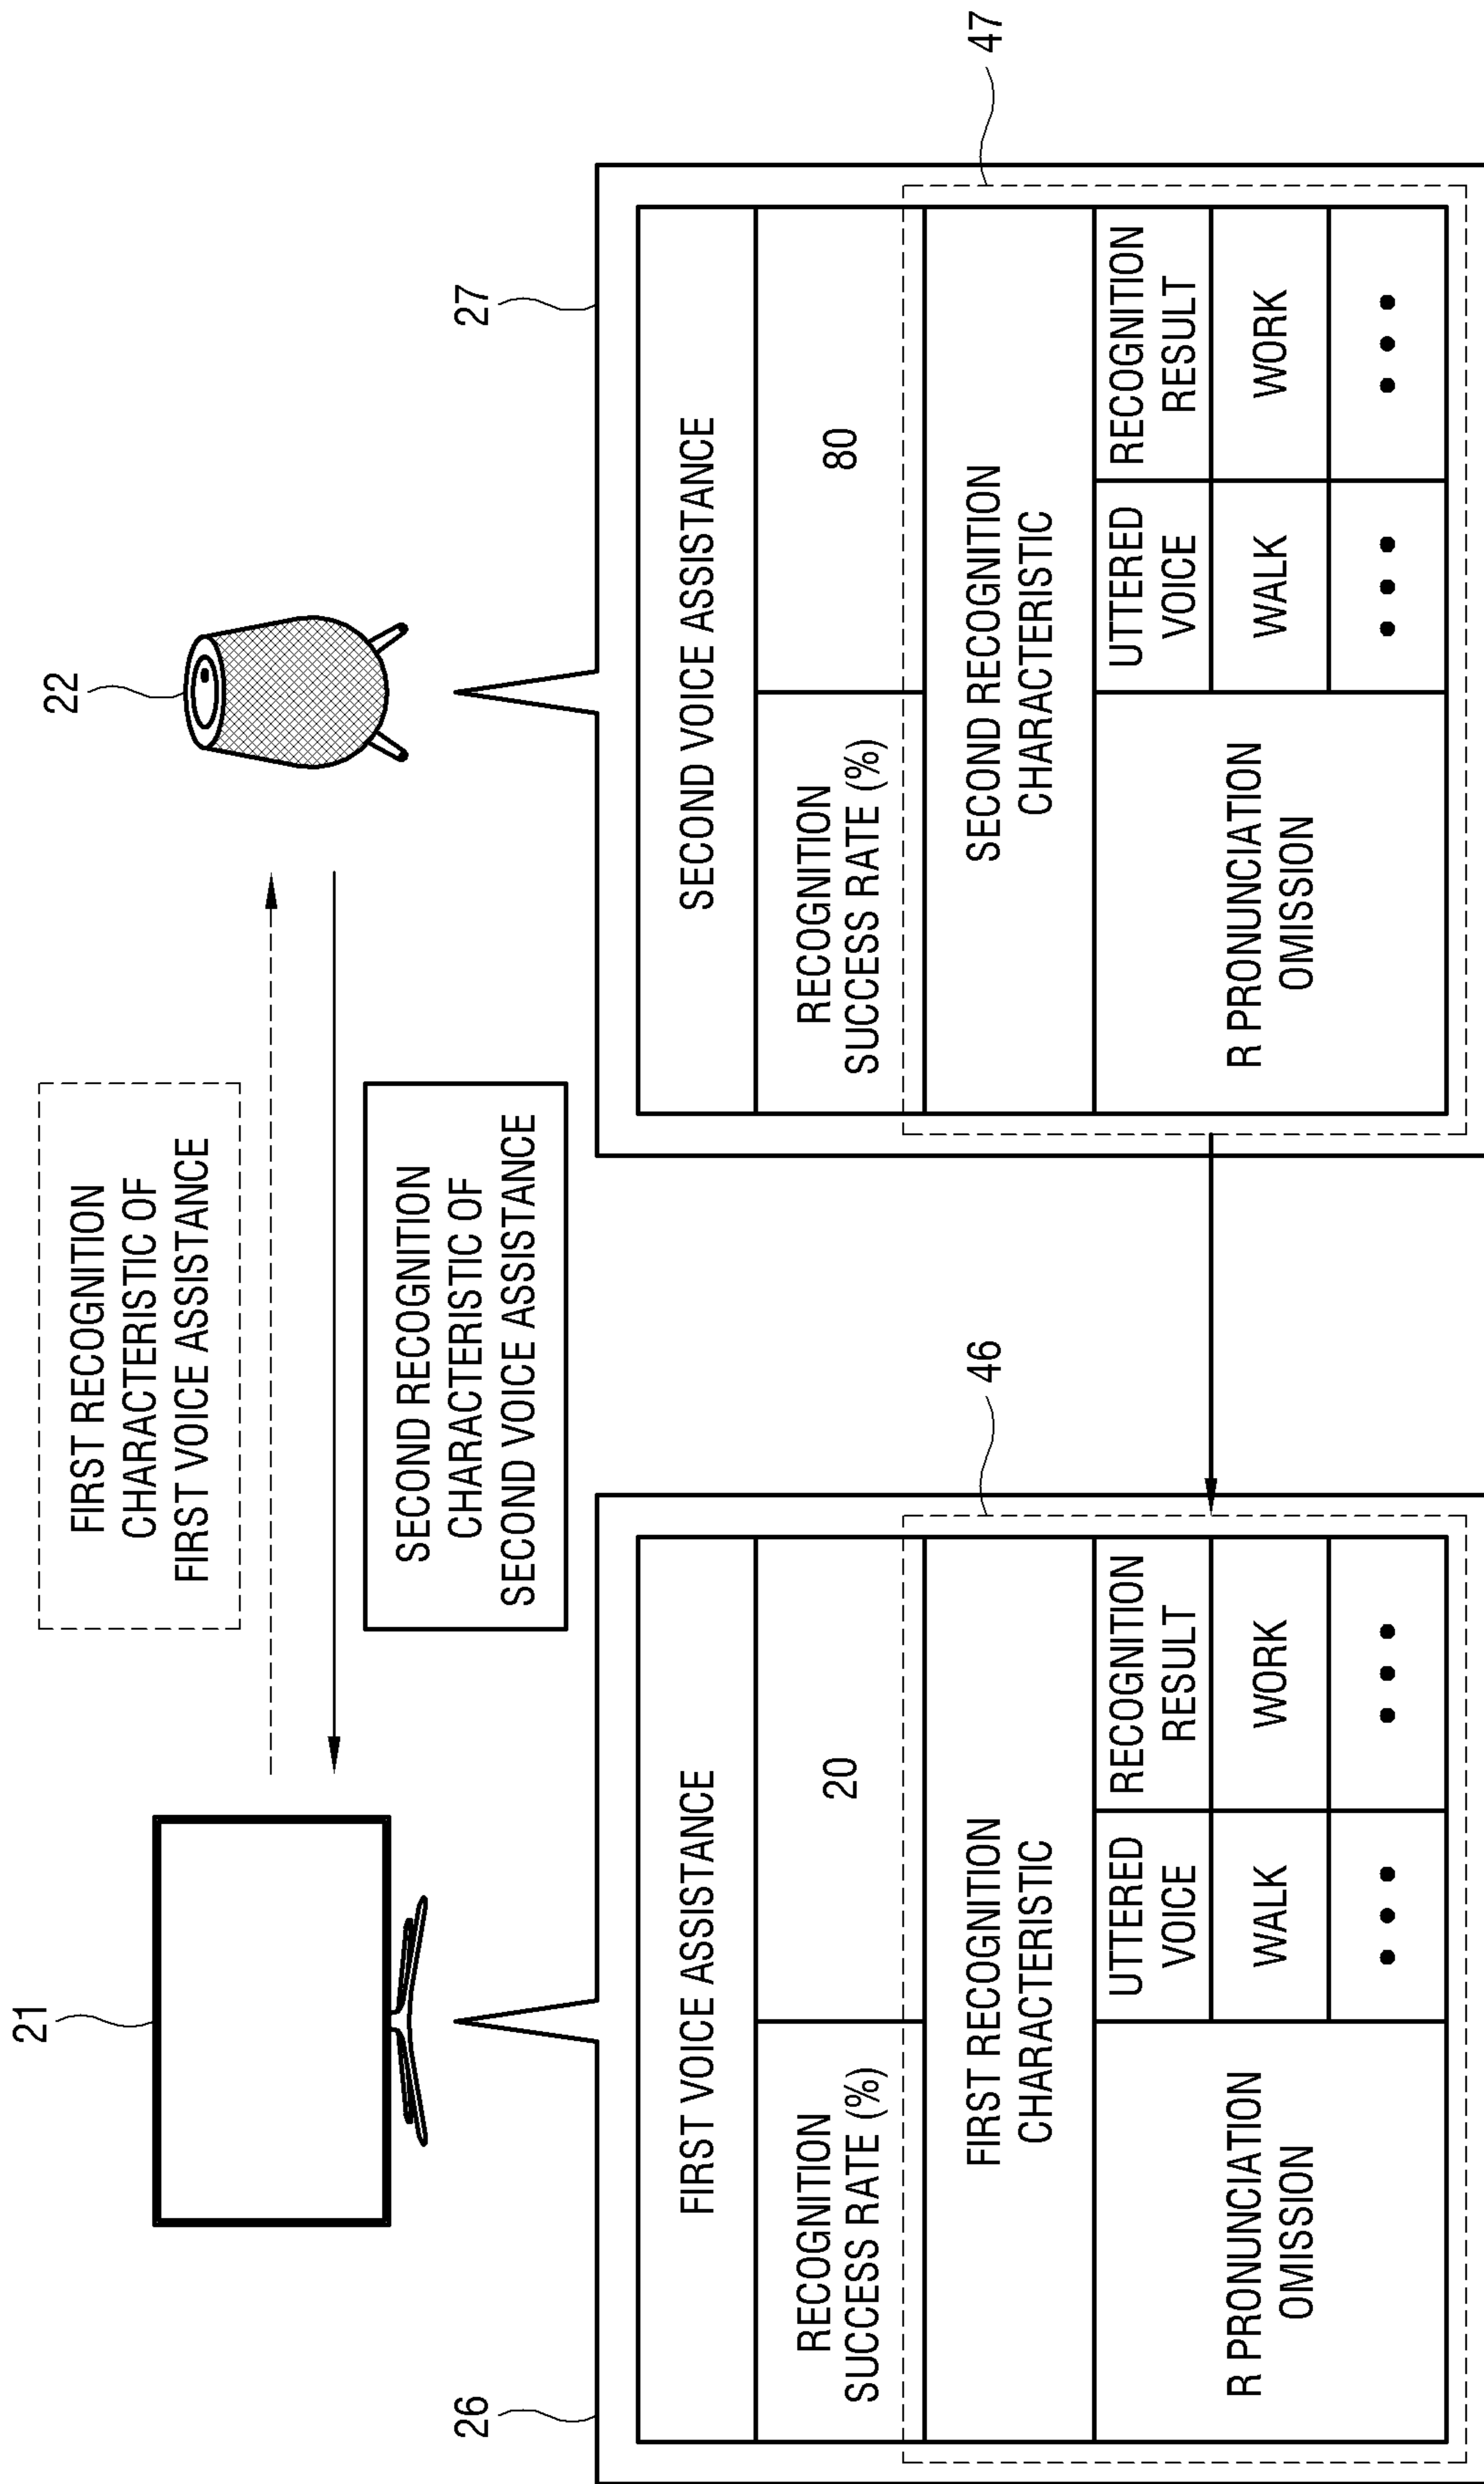 21
22
FIRST RECOGNITION
CHARACTERISTIC OF
FIRST VOICE ASSISTANCE
SECOND RECOGNITION
CHARACTERISTIC OF
SECOND VOICE ASSISTANCE
26
FIRST VOICE ASSISTANCE
RECOGNITION
SUCCESS RATE (%)
20
46
FIRST RECOGNITION
CHARACTERISTIC
R PRONUNCIATION
OMISSION
UTTERED
VOICE
RECOGNITION
RESULT
WALK
WORK
• • •
• • •
27
SECOND VOICE ASSISTANCE
RECOGNITION
SUCCESS RATE (%)
80
47
SECOND RECOGNITION
CHARACTERISTIC
R PRONUNCIATION
OMISSION
UTTERED
VOICE
RECOGNITION
RESULT
WALK
WORK
• • •
• • •